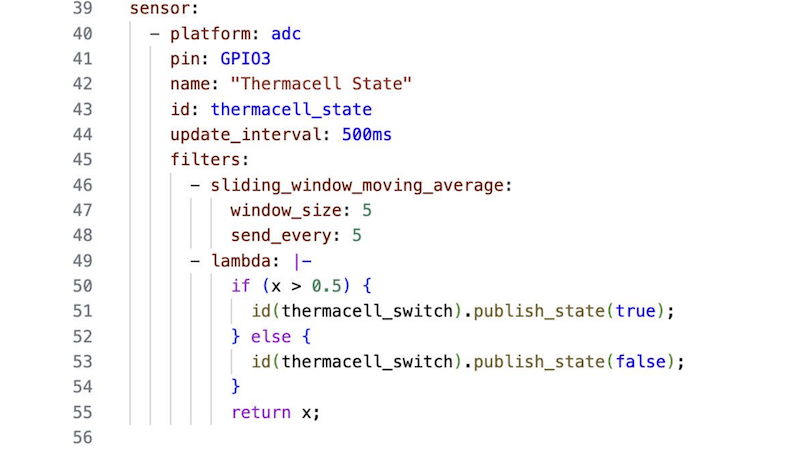 39 sensor:
40   - platform: adc
41     pin: GPIO3
42     name: "Thermacell State"
43     id: thermacell_state
44     update_interval: 500ms
45     filters:
46       - sliding_window_moving_average:
47           window_size: 5
48           send_every: 5
49       - lambda: |-
50           if (x > 0.5) {
51             id(thermacell_switch).publish_state(true);
52           } else {
53             id(thermacell_switch).publish_state(false);
54           }
55           return x;
56